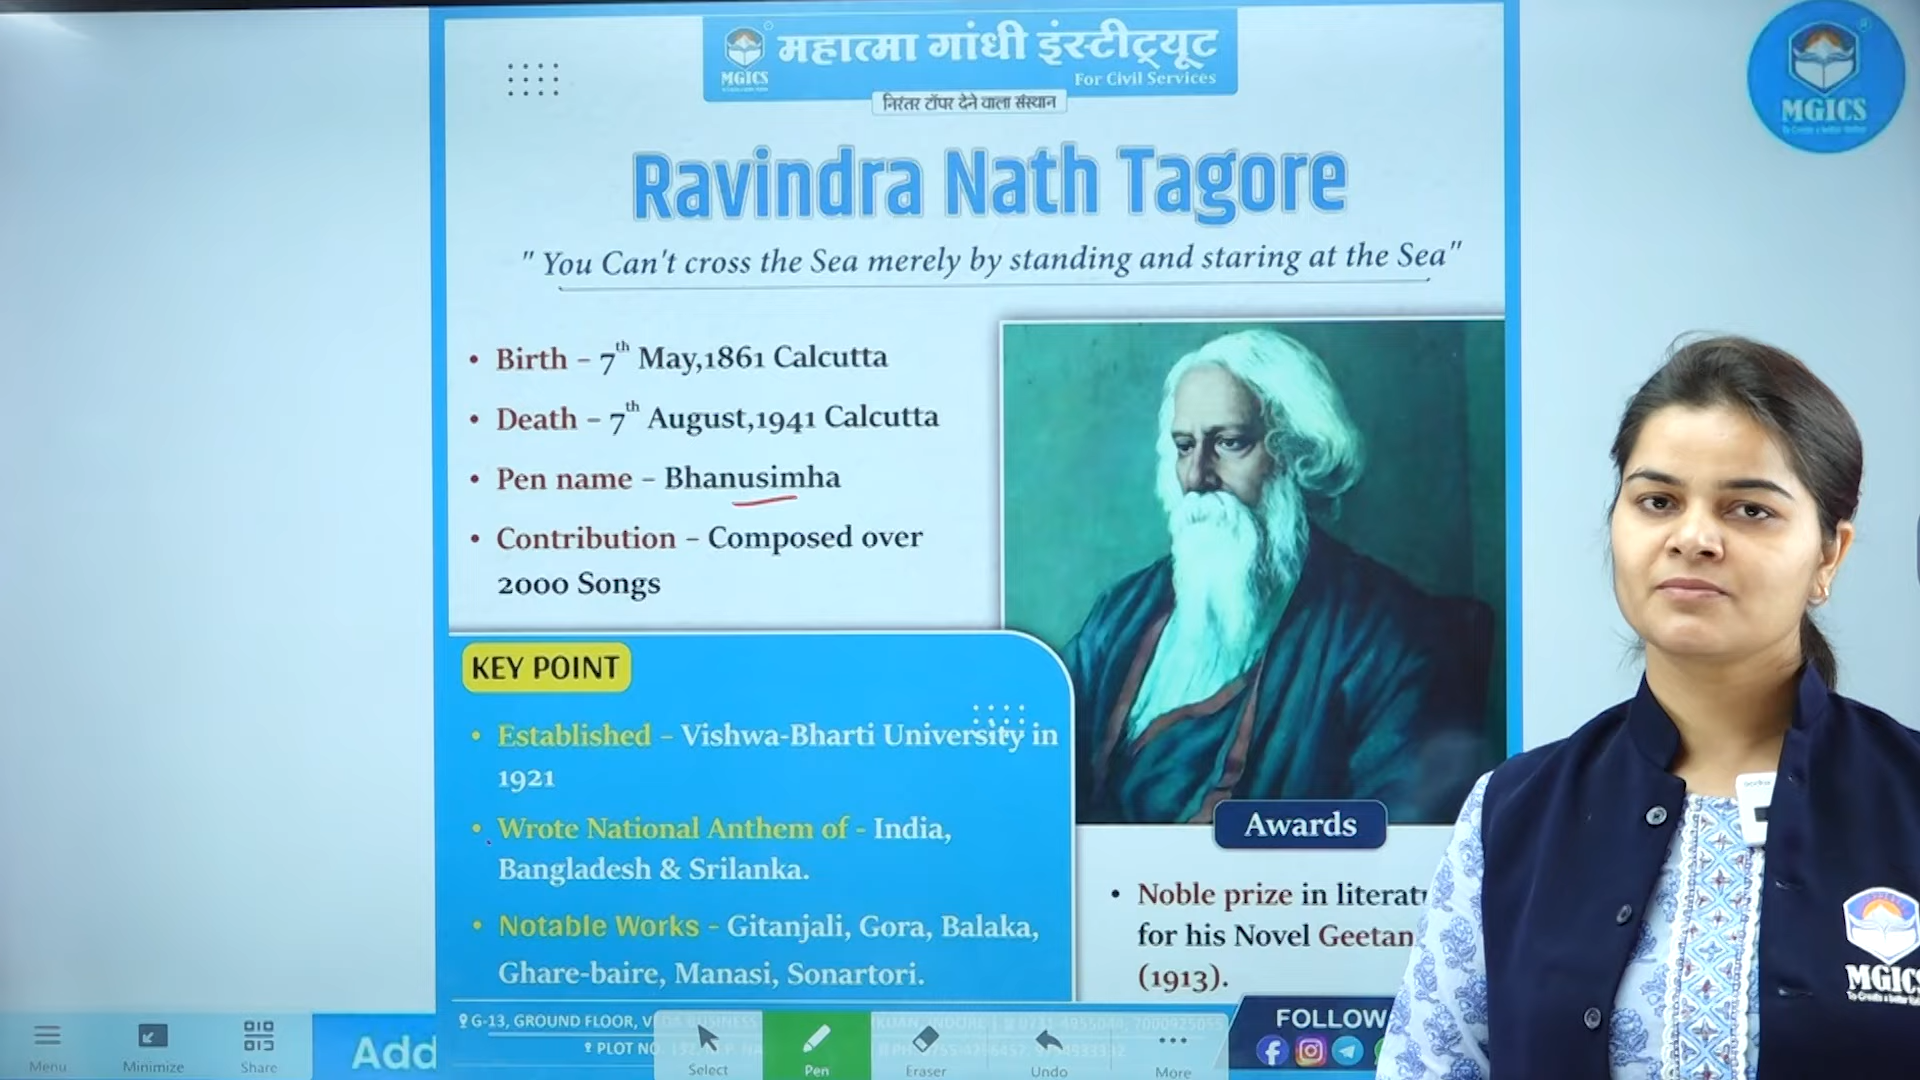 महात्मा गांधी इंस्टीट्यूट
MGICS
For Civil Services
निरंतर टॉपर देने वाला संस्थान
MGICS
Ravindra Nath Tagore
" You Can't cross the Sea merely by standing and staring at the Sea"
• Birth – 7th May,1861 Calcutta
• Death – 7th August,1941 Calcutta
• Pen name – Bhanusimha
• Contribution – Composed over
2000 Songs
KEY POINT
• Established – Vishwa-Bharti University in
1921
• Wrote National Anthem of - India,
Bangladesh & Srilanka.
• Notable Works - Gitanjali, Gora, Balaka,
Ghare-baire, Manasi, Sonartori.
Awards
• Noble prize in
for his Novel Geetan
(1913).
MGICS
G-13, GROUND FLOOR,
PLOT NO.
FOLLOW
Add
Menu
Minimize
Share
Select
Pen
Eraser
Undo
More